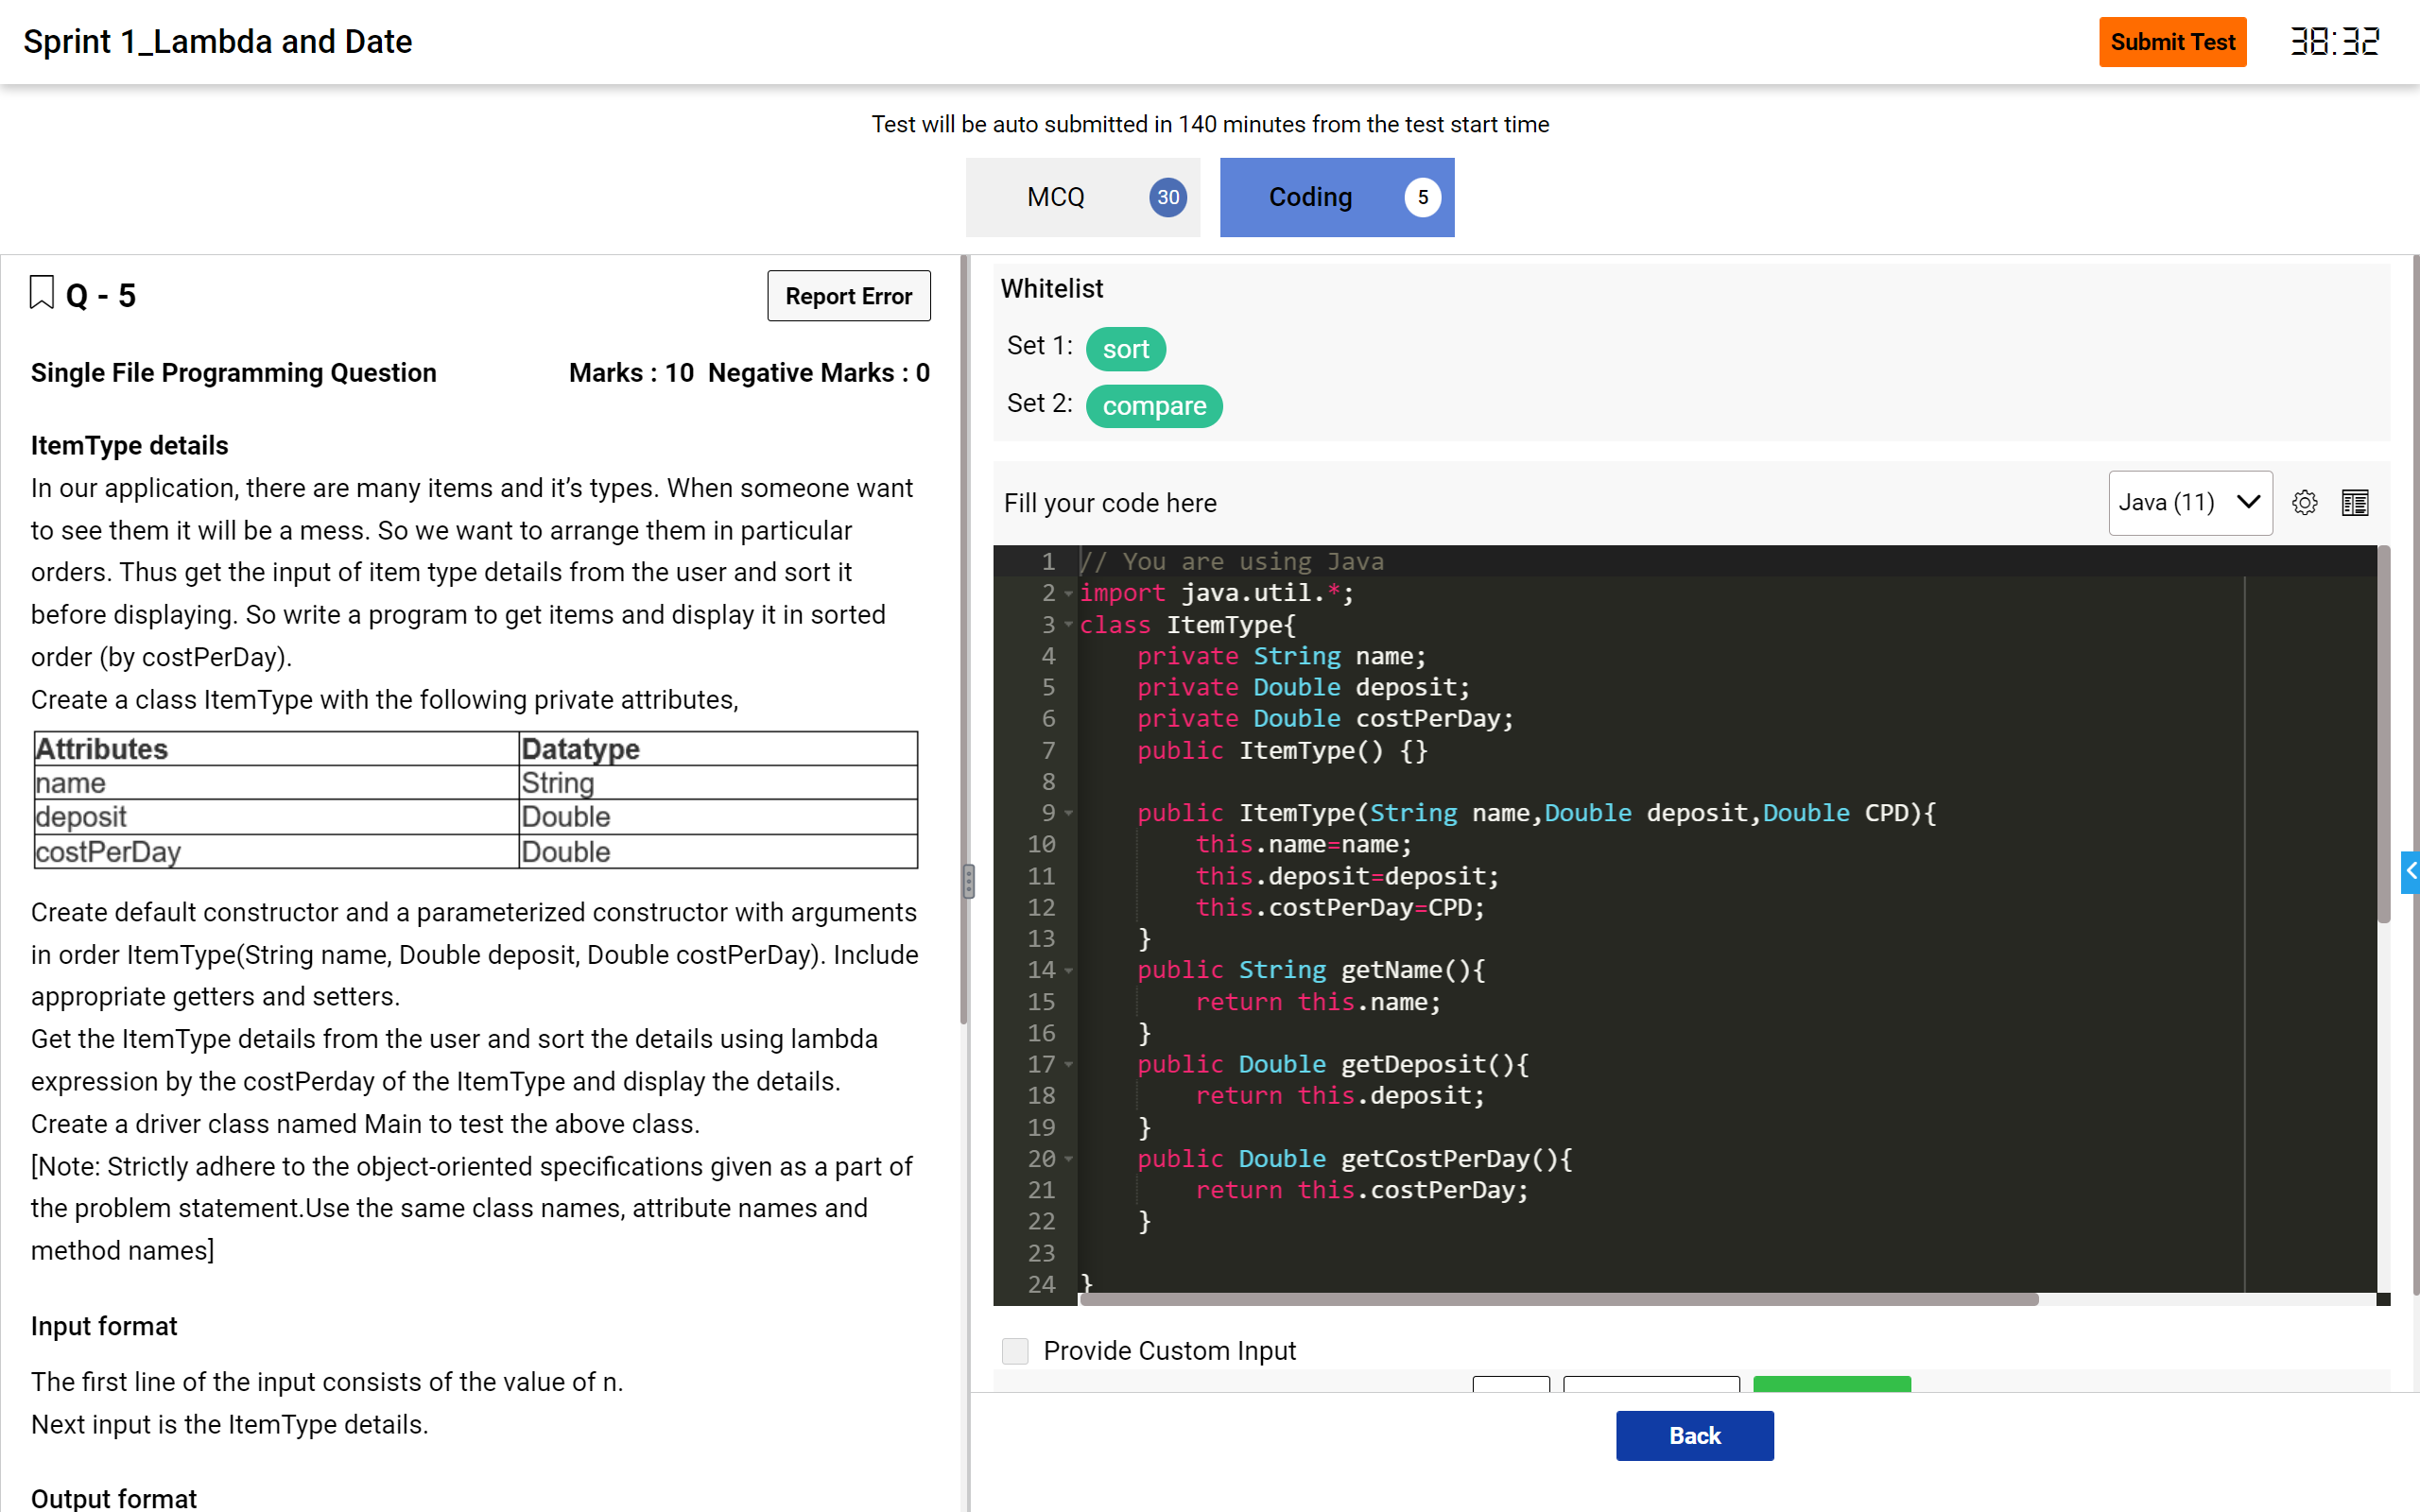 Sprint 1_Lambda and Date
Submit Test
38:32
Test will be auto submitted in 140 minutes from the test start time
MCQ 30
Coding 5
Q - 5
Report Error
Single File Programming Question
Marks : 10 Negative Marks : 0
ItemType details
In our application, there are many items and it’s types. When someone want
to see them it will be a mess. So we want to arrange them in particular
orders. Thus get the input of item type details from the user and sort it
before displaying. So write a program to get items and display it in sorted
order (by costPerDay).
Create a class ItemType with the following private attributes,
Attributes Datatype
name String
deposit Double
costPerDay Double
Create default constructor and a parameterized constructor with arguments
in order ItemType(String name, Double deposit, Double costPerDay). Include
appropriate getters and setters.
Get the ItemType details from the user and sort the details using lambda
expression by the costPerday of the ItemType and display the details.
Create a driver class named Main to test the above class.
[Note: Strictly adhere to the object-oriented specifications given as a part of
the problem statement.Use the same class names, attribute names and
method names]
Input format
The first line of the input consists of the value of n.
Next input is the ItemType details.
Output format
Whitelist
Set 1: sort
Set 2: compare
Fill your code here
Java (11)
1 // You are using Java
2 import java.util.*;
3 class ItemType{
4 private String name;
5 private Double deposit;
6 private Double costPerDay;
7 public ItemType() {}
8
9 public ItemType(String name,Double deposit,Double CPD){
10 this.name=name;
11 this.deposit=deposit;
12 this.costPerDay=CPD;
13 }
14 public String getName(){
15 return this.name;
16 }
17 public Double getDeposit(){
18 return this.deposit;
19 }
20 public Double getCostPerDay(){
21 return this.costPerDay;
22 }
23
24 }
Provide Custom Input
Back